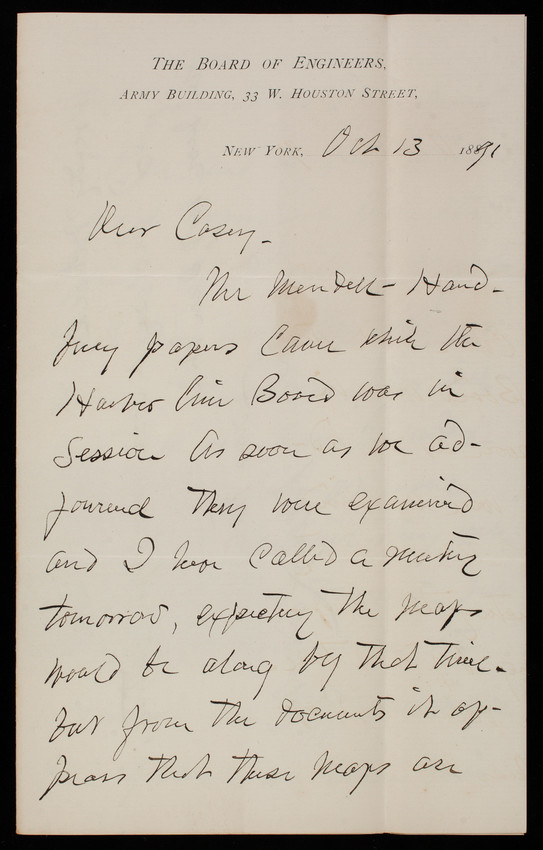 THE BOARD OF ENGINEERS,
ARMY BUILDING, 33 W. HOUSTON STREET,
NEW YORK, Oct 13 1891
Dear Casey -
The Mendell - Hand-
bury papers came while the
Harbor line Board was in
Session As soon as we ad-
journed they were examined
and I have called a meeting
tomorrow, expecting the maps
would be along by that time -
but from the documents it ap-
pears that these maps are